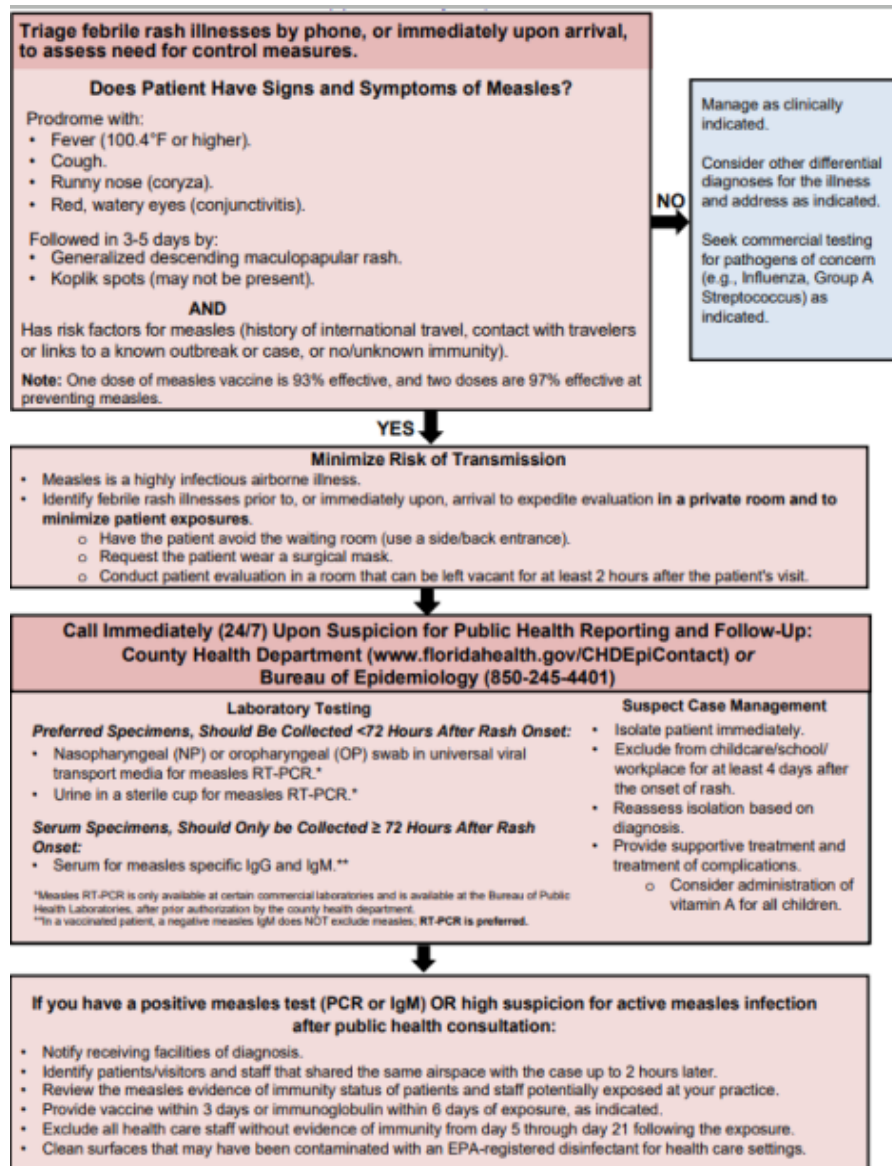 Triage febrile rash illnesses by phone, or immediately upon arrival,
to assess need for control measures.
Does Patient Have Signs and Symptoms of Measles?
Prodrome with:
• Fever (100.4°F or higher).
• Cough.
• Runny nose (coryza).
• Red, watery eyes (conjunctivitis).
Followed in 3-5 days by:
• Generalized descending maculopapular rash.
• Koplik spots (may not be present).
AND
Has risk factors for measles (history of international travel, contact with travelers
or links to a known outbreak or case, or no/unknown immunity).
Note: One dose of measles vaccine is 93% effective, and two doses are 97% effective at
preventing measles.
NO
Manage as clinically
indicated.
Consider other differential
diagnoses for the illness
and address as indicated.
Seek commercial testing
for pathogens of concern
(e.g., Influenza, Group A
Streptococcus) as
indicated.
YES
Minimize Risk of Transmission
• Measles is a highly infectious airborne illness.
• Identify febrile rash illnesses prior to, or immediately upon, arrival to expedite evaluation in a private room and to
minimize patient exposures.
o Have the patient avoid the waiting room (use a side/back entrance).
o Request the patient wear a surgical mask.
o Conduct patient evaluation in a room that can be left vacant for at least 2 hours after the patient's visit.
Call Immediately (24/7) Upon Suspicion for Public Health Reporting and Follow-Up:
County Health Department (www.floridahealth.gov/CHDEpiContact) or
Bureau of Epidemiology (850-245-4401)
Laboratory Testing
Preferred Specimens, Should Be Collected <72 Hours After Rash Onset:
• Nasopharyngeal (NP) or oropharyngeal (OP) swab in universal viral
transport media for measles RT-PCR.*
• Urine in a sterile cup for measles RT-PCR.*
Serum Specimens, Should Only be Collected ≥ 72 Hours After Rash
Onset:
• Serum for measles specific IgG and IgM.**
*Measles RT-PCR is only available at certain commercial laboratories and is available at the Bureau of Public
Health Laboratories, after prior authorization by the county health department.
**In a vaccinated patient, a negative measles IgM does NOT exclude measles; RT-PCR is preferred.
Suspect Case Management
• Isolate patient immediately.
• Exclude from childcare/school/
workplace for at least 4 days after
the onset of rash.
• Reassess isolation based on
diagnosis.
• Provide supportive treatment and
treatment of complications.
o Consider administration of
vitamin A for all children.
If you have a positive measles test (PCR or IgM) OR high suspicion for active measles infection
after public health consultation:
• Notify receiving facilities of diagnosis.
• Identify patients/visitors and staff that shared the same airspace with the case up to 2 hours later.
• Review the measles evidence of immunity status of patients and staff potentially exposed at your practice.
• Provide vaccine within 3 days or immunoglobulin within 6 days of exposure, as indicated.
• Exclude all health care staff without evidence of immunity from day 5 through day 21 following the exposure.
• Clean surfaces that may have been contaminated with an EPA-registered disinfectant for health care settings.